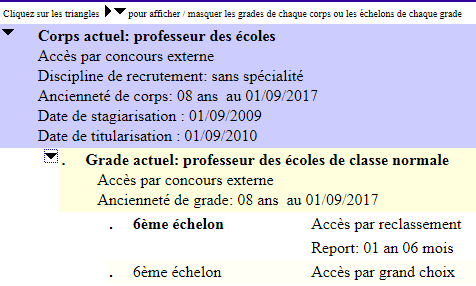 Cliquez sur les triangles pour afficher / masquer les grades de chaque corps ou les échelons de chaque grade
Corps actuel: professeur des écoles
Accès par concours externe
Discipline de recrutement: sans spécialité
Ancienneté de corps: 08 ans au 01/09/2017
Date de stagiarisation : 01/09/2009
Date de titularisation : 01/09/2010
. Grade actuel: professeur des écoles de classe normale
Accès par concours externe
Ancienneté de grade: 08 ans au 01/09/2017
. 6ème échelon Accès par reclassement
Report: 01 an 06 mois
. 6ème échelon Accès par grand choix